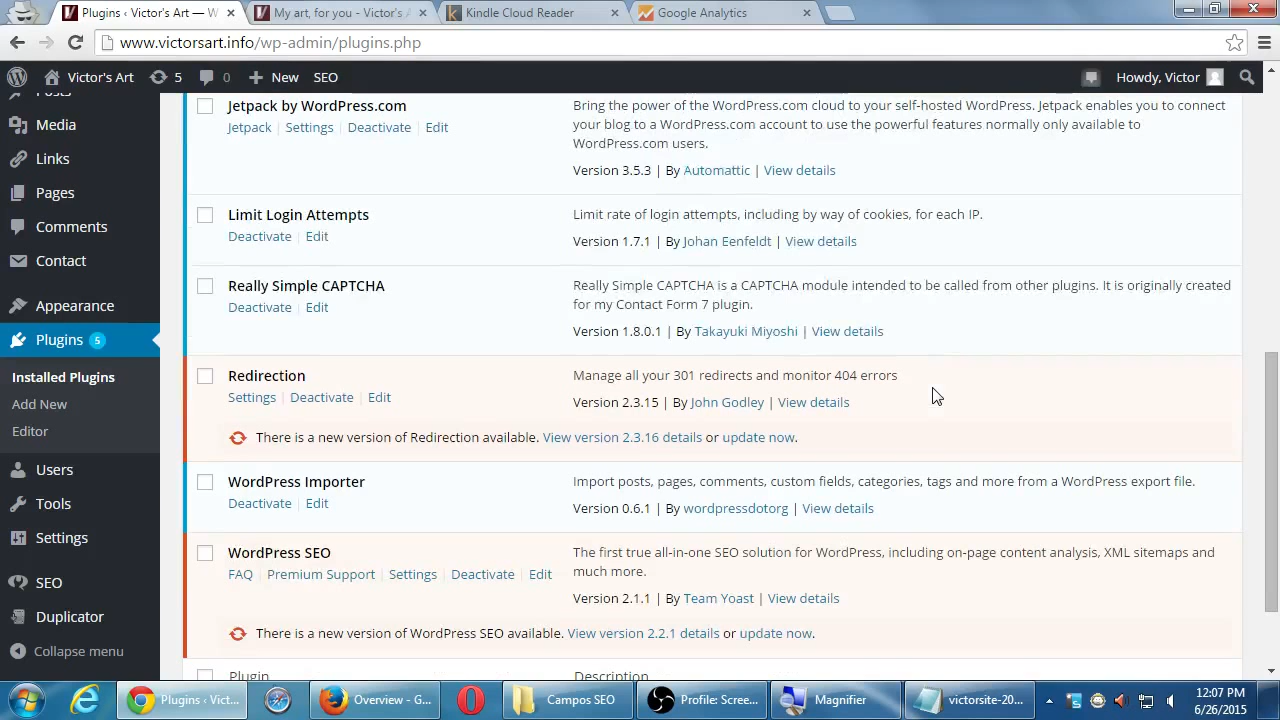 Plugins ‹ Victor's Art — W
My art, for you - Victor's A
Kindle Cloud Reader
Google Analytics
www.victorsart.info/wp-admin/plugins.php
Victor's Art
5
0
New
SEO
Howdy, Victor
Posts
Media
Links
Pages
Comments
Contact
Appearance
Plugins 5
Installed Plugins
Add New
Editor
Users
Tools
Settings
SEO
Duplicator
Collapse menu
Jetpack by WordPress.com
Jetpack | Settings | Deactivate | Edit
Bring the power of the WordPress.com cloud to your self-hosted WordPress. Jetpack enables you to connect
your blog to a WordPress.com account to use the powerful features normally only available to
WordPress.com users.
Version 3.5.3 | By Automattic | View details
Limit Login Attempts
Deactivate | Edit
Limit rate of login attempts, including by way of cookies, for each IP.
Version 1.7.1 | By Johan Eenfeldt | View details
Really Simple CAPTCHA
Deactivate | Edit
Really Simple CAPTCHA is a CAPTCHA module intended to be called from other plugins. It is originally created
for my Contact Form 7 plugin.
Version 1.8.0.1 | By Takayuki Miyoshi | View details
Redirection
Settings | Deactivate | Edit
Manage all your 301 redirects and monitor 404 errors
Version 2.3.15 | By John Godley | View details
There is a new version of Redirection available. View version 2.3.16 details or update now.
WordPress Importer
Deactivate | Edit
Import posts, pages, comments, custom fields, categories, tags and more from a WordPress export file.
Version 0.6.1 | By wordpressdotorg | View details
WordPress SEO
FAQ | Premium Support | Settings | Deactivate | Edit
The first true all-in-one SEO solution for WordPress, including on-page content analysis, XML sitemaps and
much more.
Version 2.1.1 | By Team Yoast | View details
There is a new version of WordPress SEO available. View version 2.2.1 details or update now.
Plugin
Description
Plugins ‹ Vict...
Overview - G...
Campos SEO
Profile: Scree...
Magnifier
victorsite-20...
12:07 PM
6/26/2015